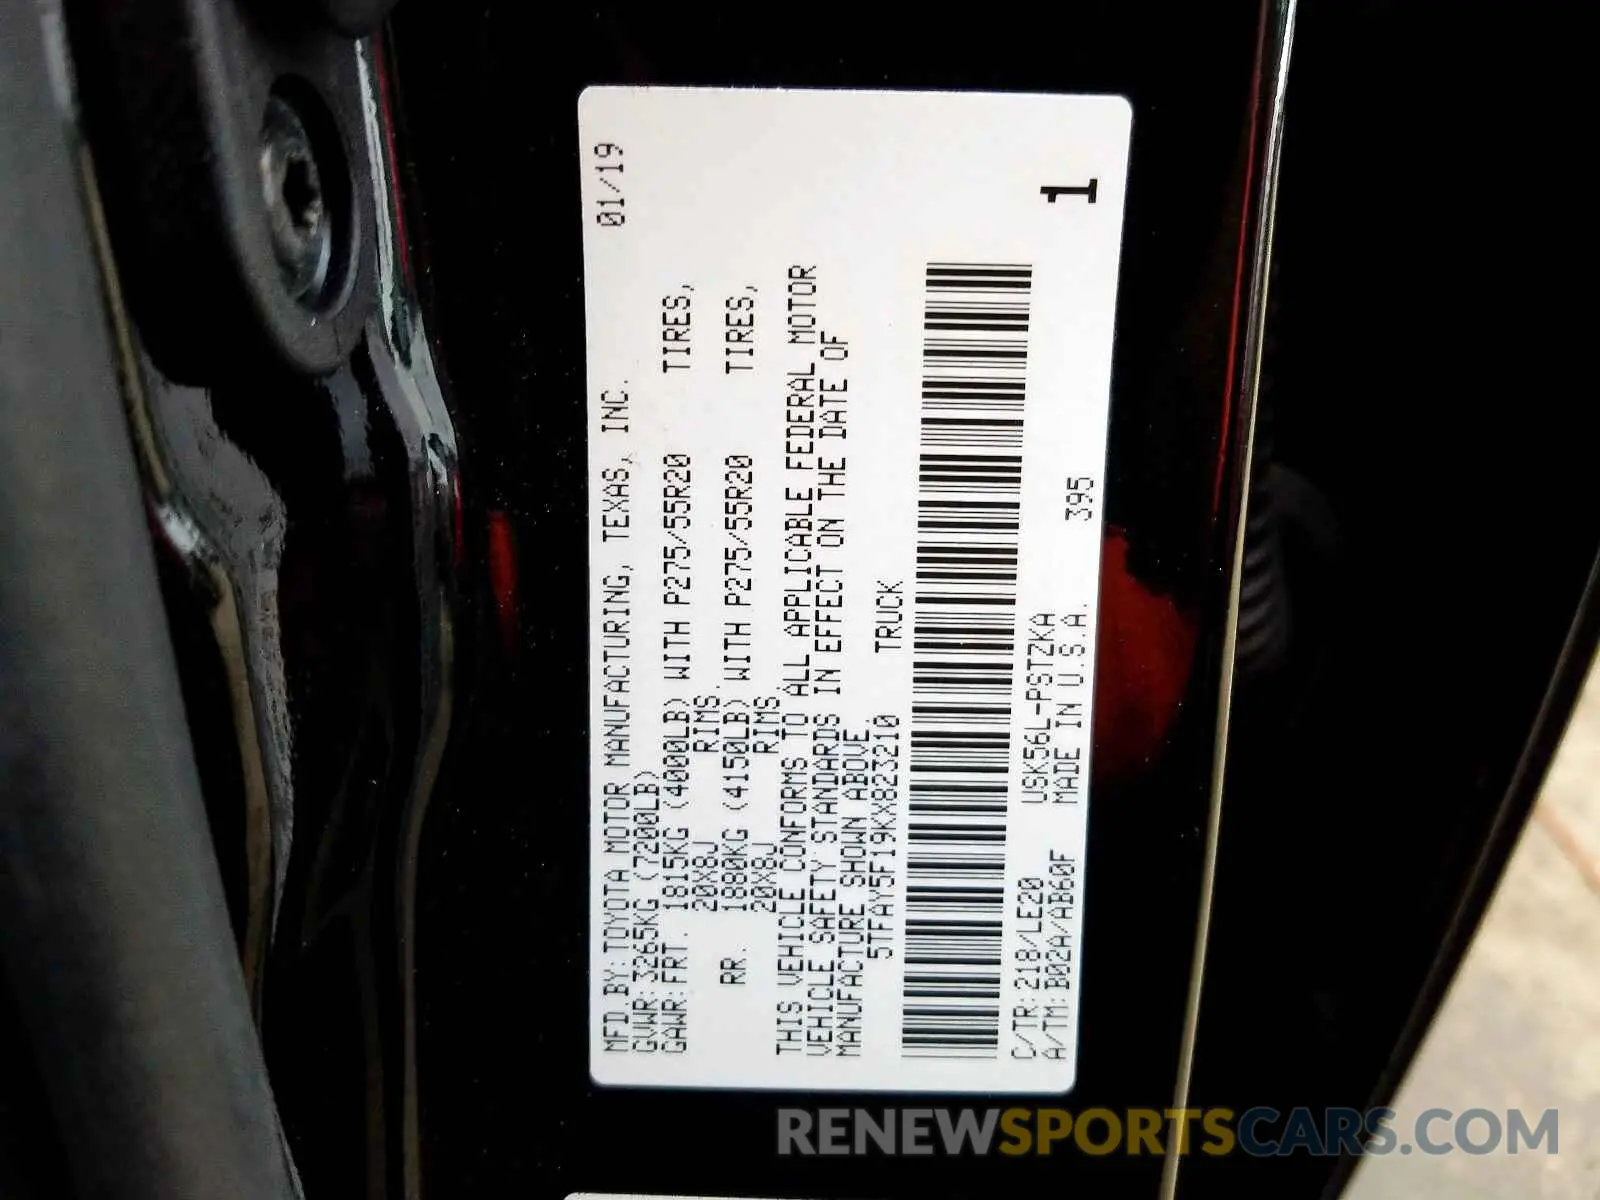 MFD.BY:TOYOTA MOTOR MANUFACTURING, TEXAS, INC. 01/19
GVWR:3265KG (7200LB)
GAWR:FRT. 1815KG (4000LB) WITH P275/55R20 TIRES,
20X8J RIMS.
RR. 1880KG (4150LB) WITH P275/55R20 TIRES,
20X8J RIMS.
THIS VEHICLE CONFORMS TO ALL APPLICABLE FEDERAL MOTOR
VEHICLE SAFETY STANDARDS IN EFFECT ON THE DATE OF
MANUFACTURE SHOWN ABOVE.
5TFAY5F19KX823210 TRUCK
C/TR:218/LE20 USK56L-PSTZKA 395
A/TM:B02A/AB60F MADE IN U.S.A.
1
RENEWSPORTSCARS.COM